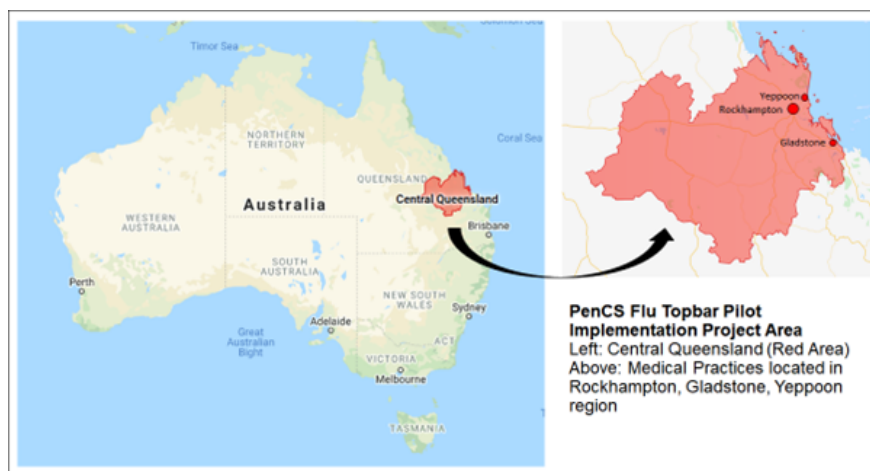 Timor Sea
Coral Sea
NORTHERN
TERRITORY
QUEENSLAND
Central Queensland
Australia
WESTERN
AUSTRALIA
Brisbane
SOUTH
AUSTRALIA
Perth
NEW SOUTH
WALES
Sydney
Great
Australian
Bight
Adelaide
ACT
VICTORIA
Melbourne
TASMANIA
Yeppoon
Rockhampton
Gladstone
PenCS Flu Topbar Pilot
Implementation Project Area
Left: Central Queensland (Red Area)
Above: Medical Practices located in
Rockhampton, Gladstone, Yeppoon
region